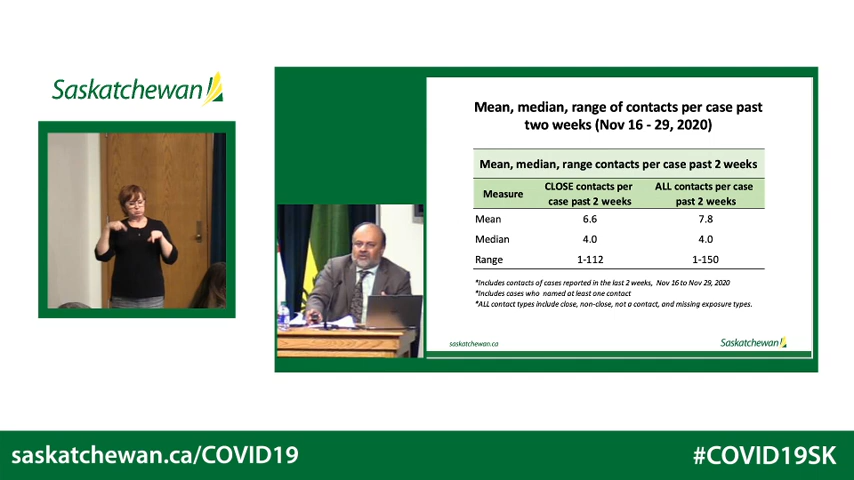 Saskatchewan
Mean, median, range of contacts per case past
two weeks (Nov 16 - 29, 2020)
Mean, median, range contacts per case past 2 weeks
Measure CLOSE contacts per case past 2 weeks ALL contacts per case past 2 weeks
Mean 6.6 7.8
Median 4.0 4.0
Range 1-112 1-150
*Includes contacts of cases reported in the last 2 weeks, Nov 16 to Nov 29, 2020
*Includes cases who named at least one contact
*ALL contact types include close, non-close, not a contact, and missing exposure types.
saskatchewan.ca
Saskatchewan
saskatchewan.ca/COVID19
#COVID19SK